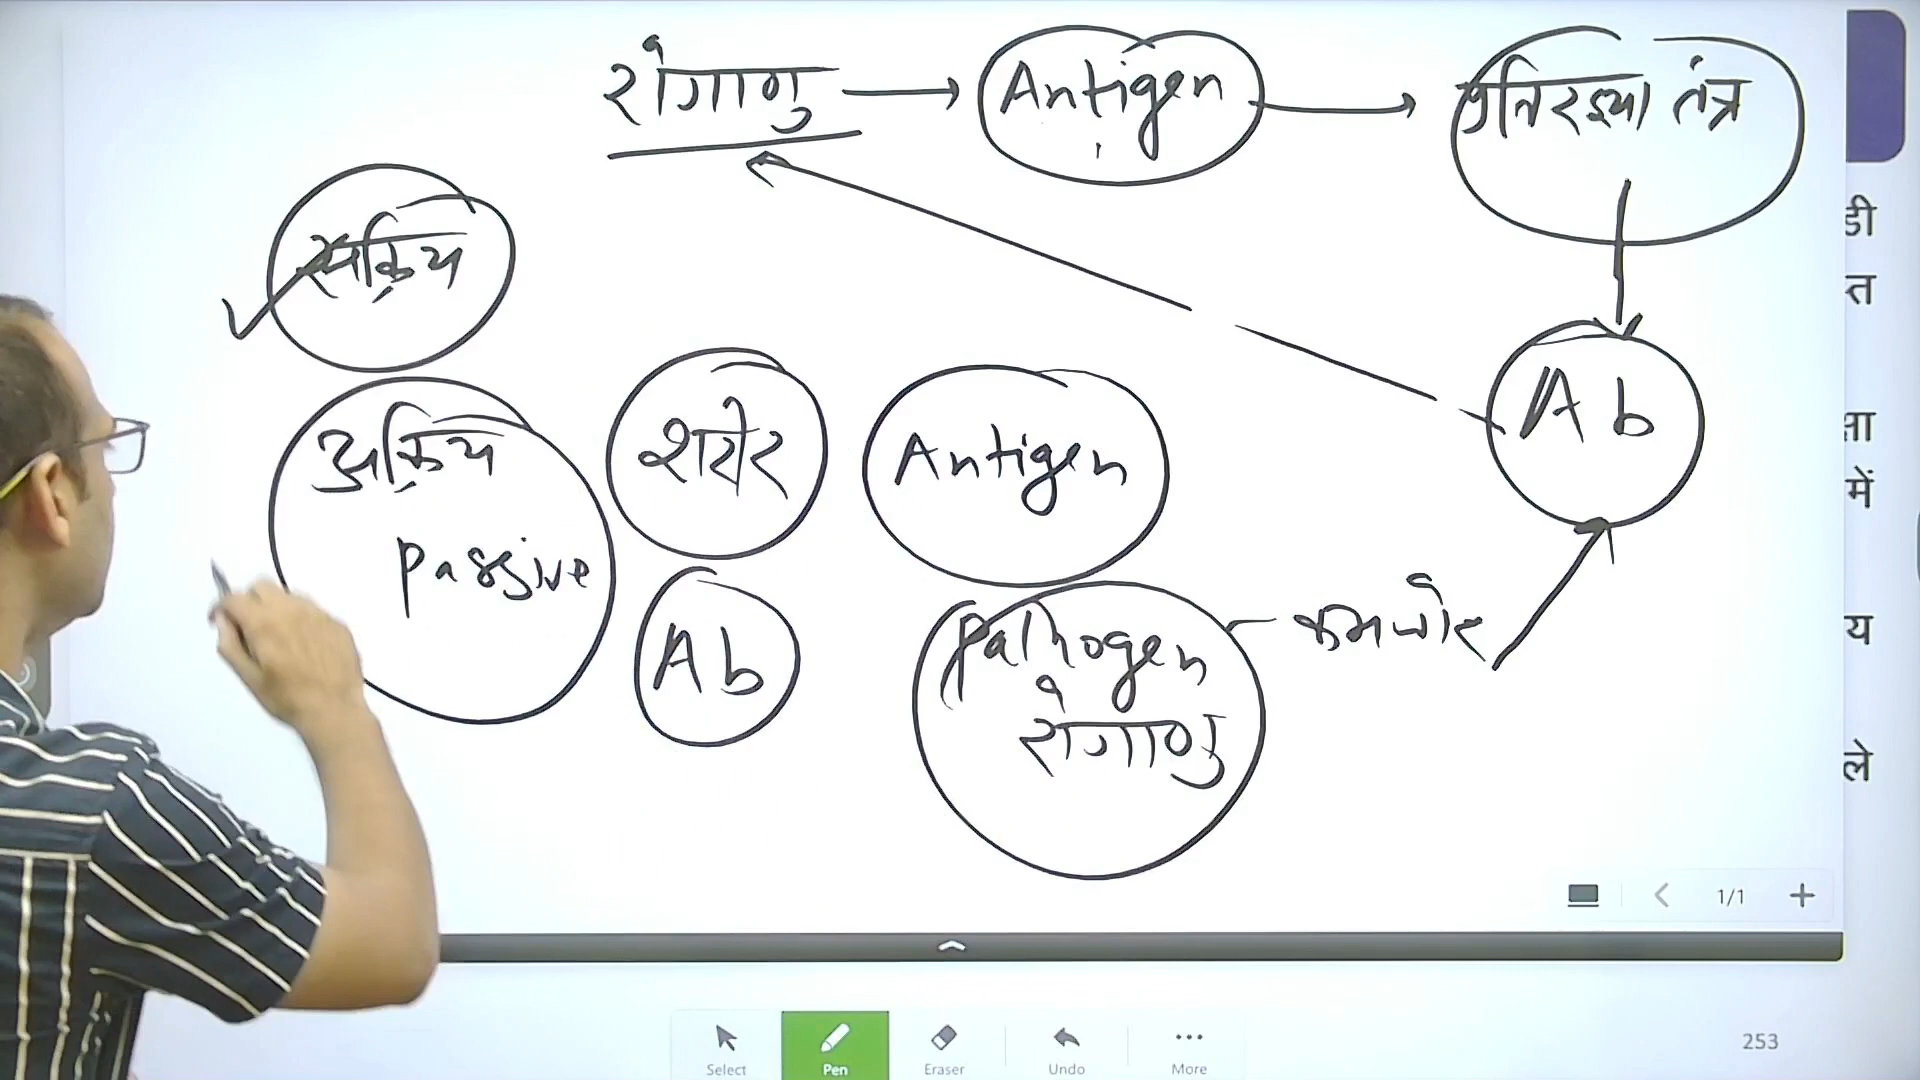 रोगाणु → Antigen → प्रतिरक्षा तंत्र
सक्रिय
Ab
अक्रिय
Passive
शरीर
Antigen
Ab
Pathogen
रोगाणु
कमजोर
डी
त
में
य
ले
1/1
253
Select
Pen
Eraser
Undo
More